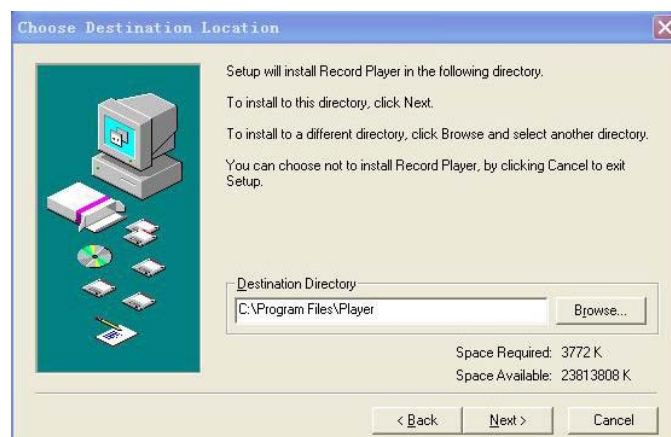 Choose Destination Location
Setup will install Record Player in the following directory.
To install to this directory, click Next.
To install to a different directory, click Browse and select another directory.
You can choose not to install Record Player, by clicking Cancel to exit
Setup.
Destination Directory
C:\Program Files\Player
Browse...
Space Required: 3772 K
Space Available: 23813808 K
< Back
Next >
Cancel